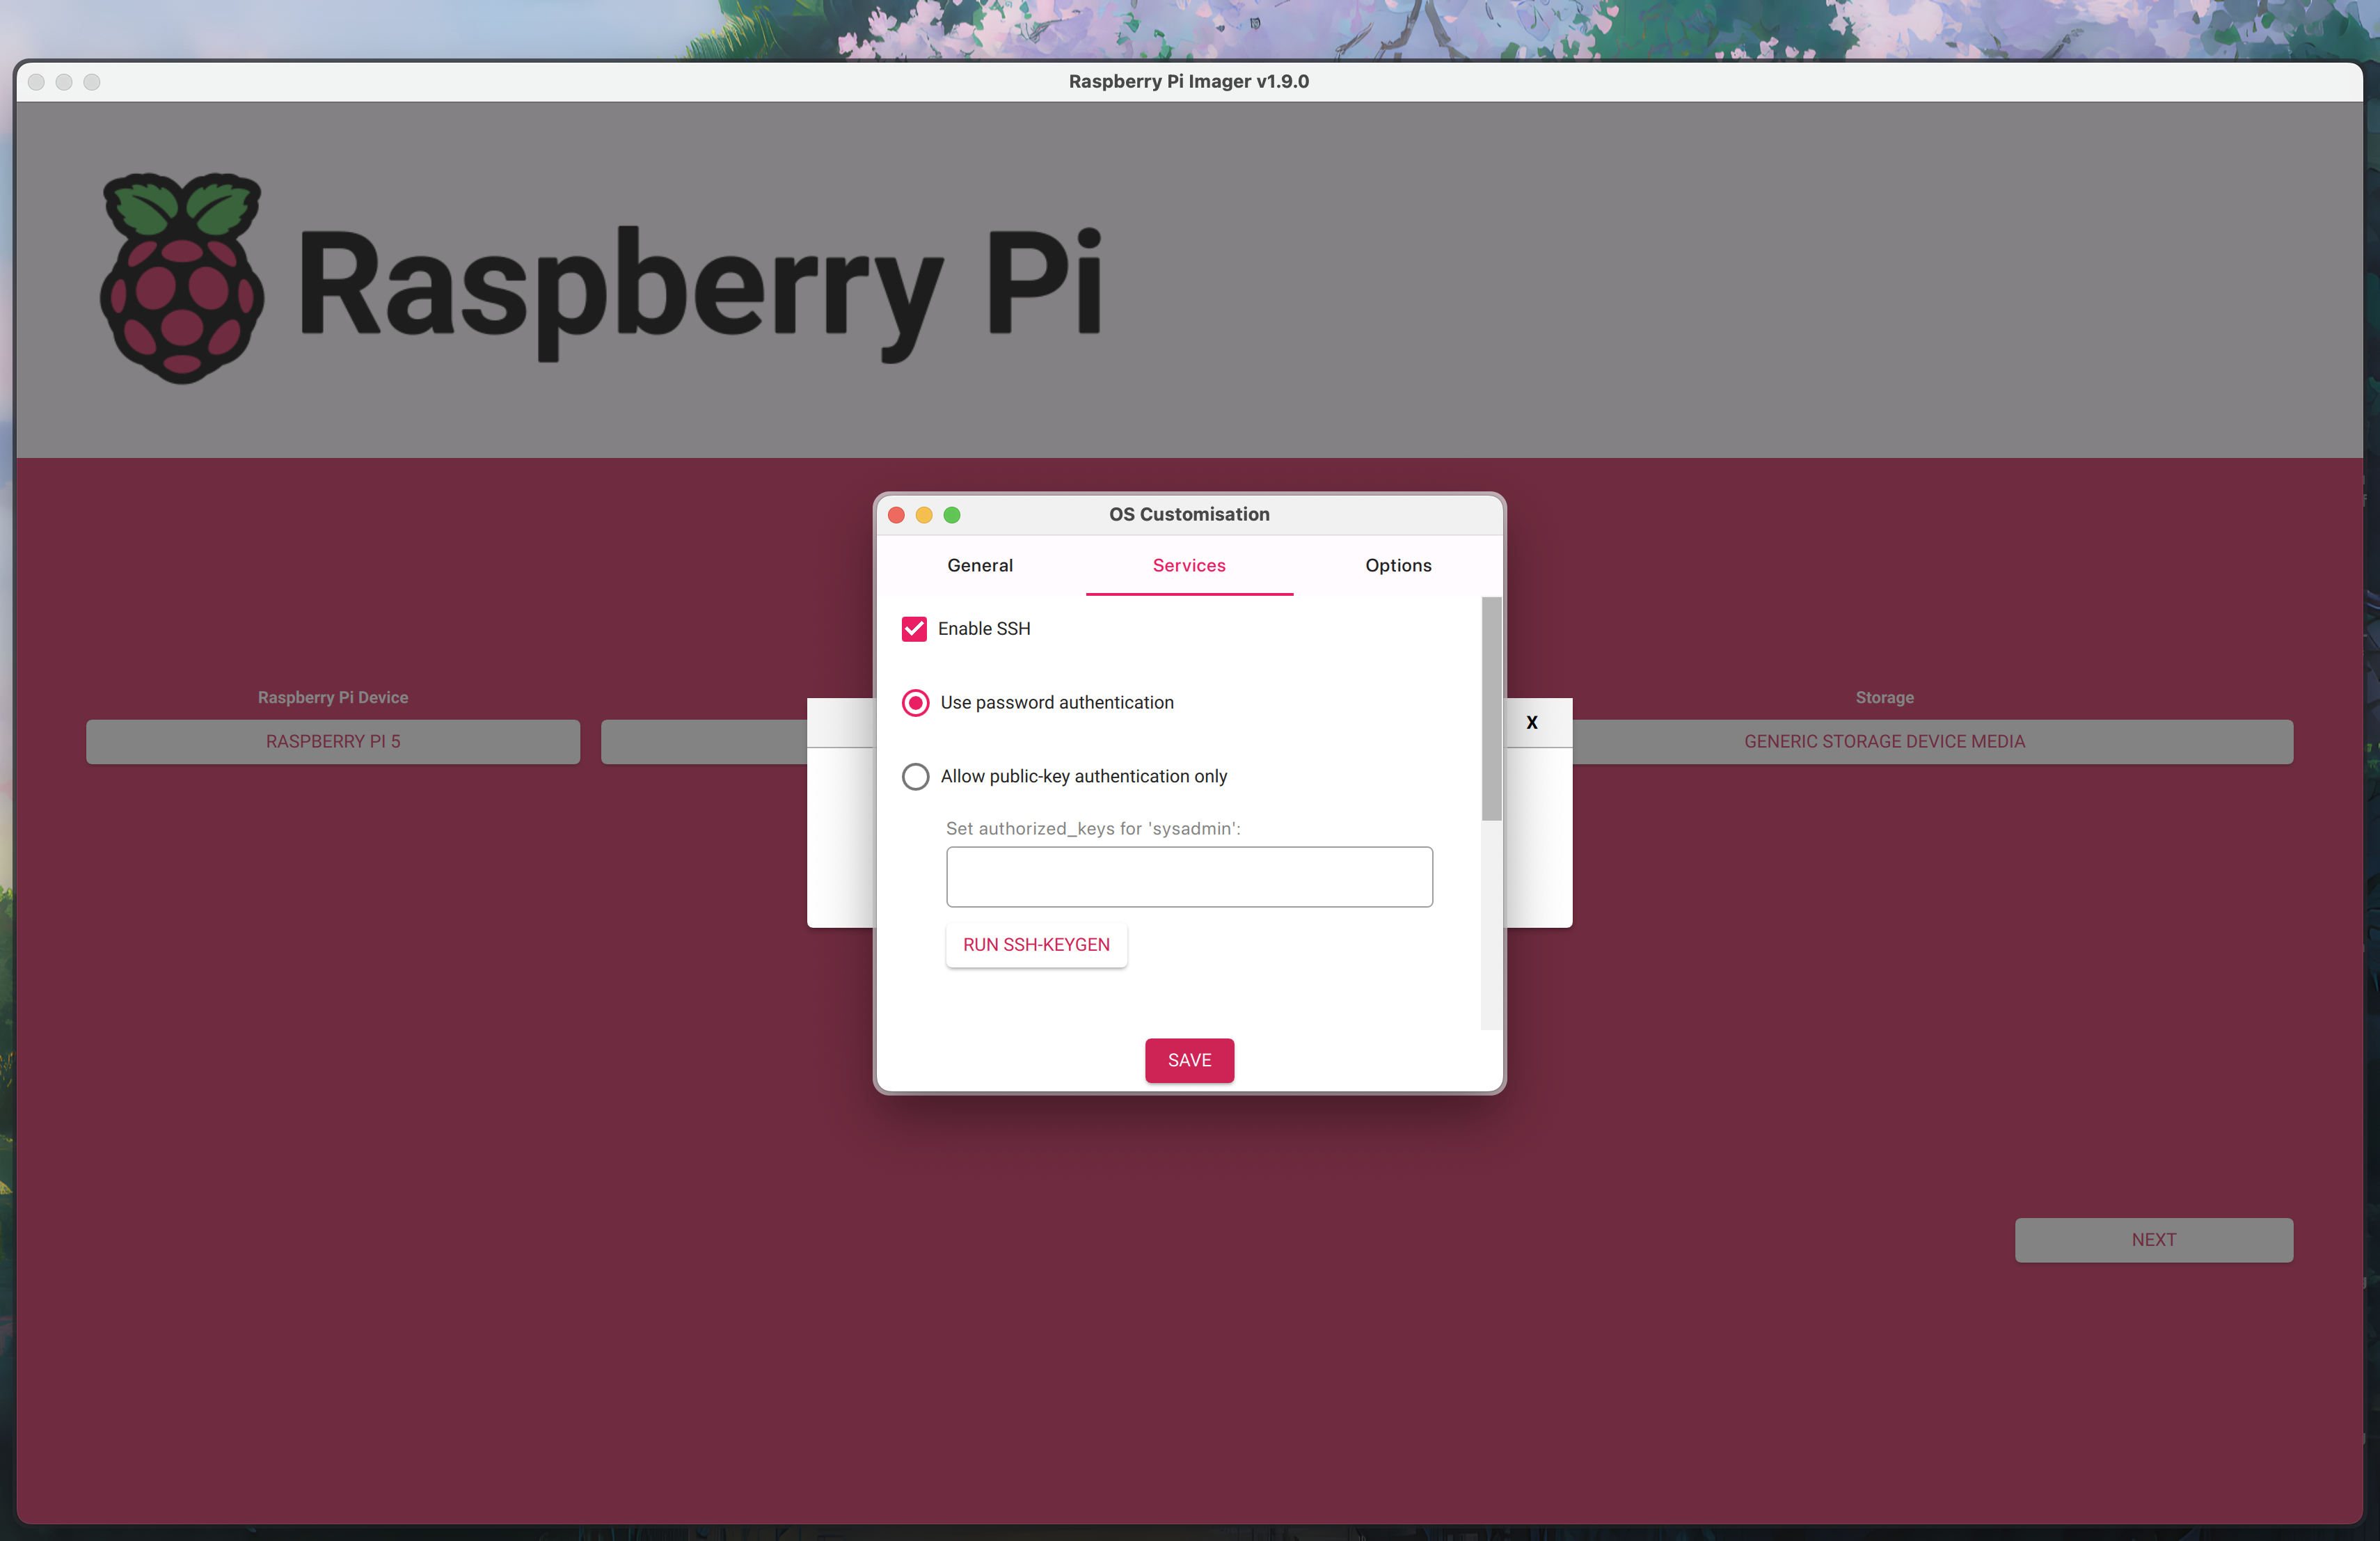 Raspberry Pi Imager v1.9.0
Raspberry Pi
OS Customisation
General Services Options
Enable SSH
Use password authentication
Allow public-key authentication only
Set authorized_keys for 'sysadmin':
RUN SSH-KEYGEN
SAVE
X
Raspberry Pi Device
RASPBERRY PI 5
Storage
GENERIC STORAGE DEVICE MEDIA
NEXT